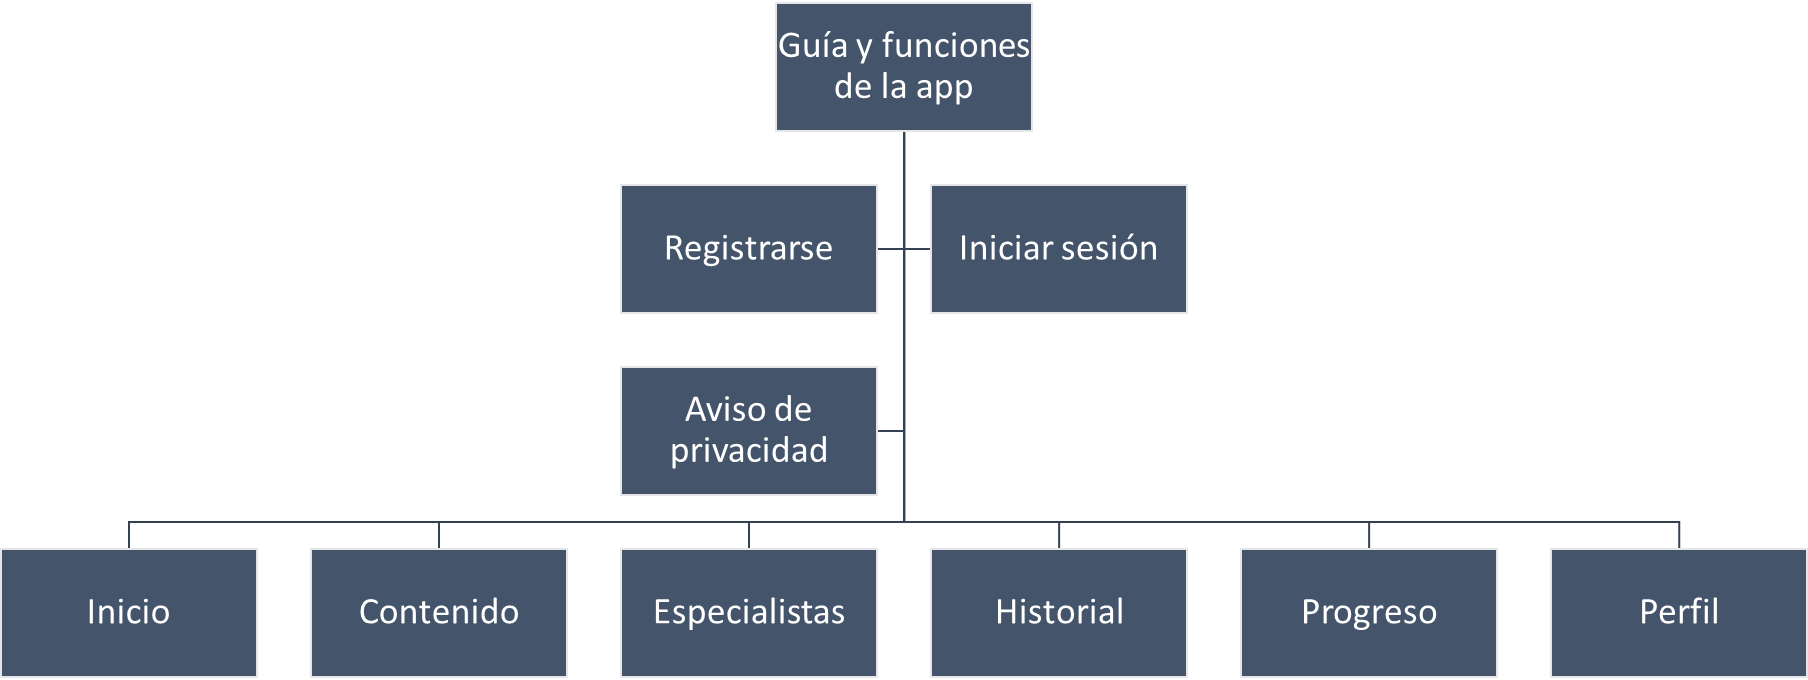 Guía y funciones
de la app
Registrarse
Iniciar sesión
Aviso de
privacidad
Inicio
Contenido
Especialistas
Historial
Progreso
Perfil